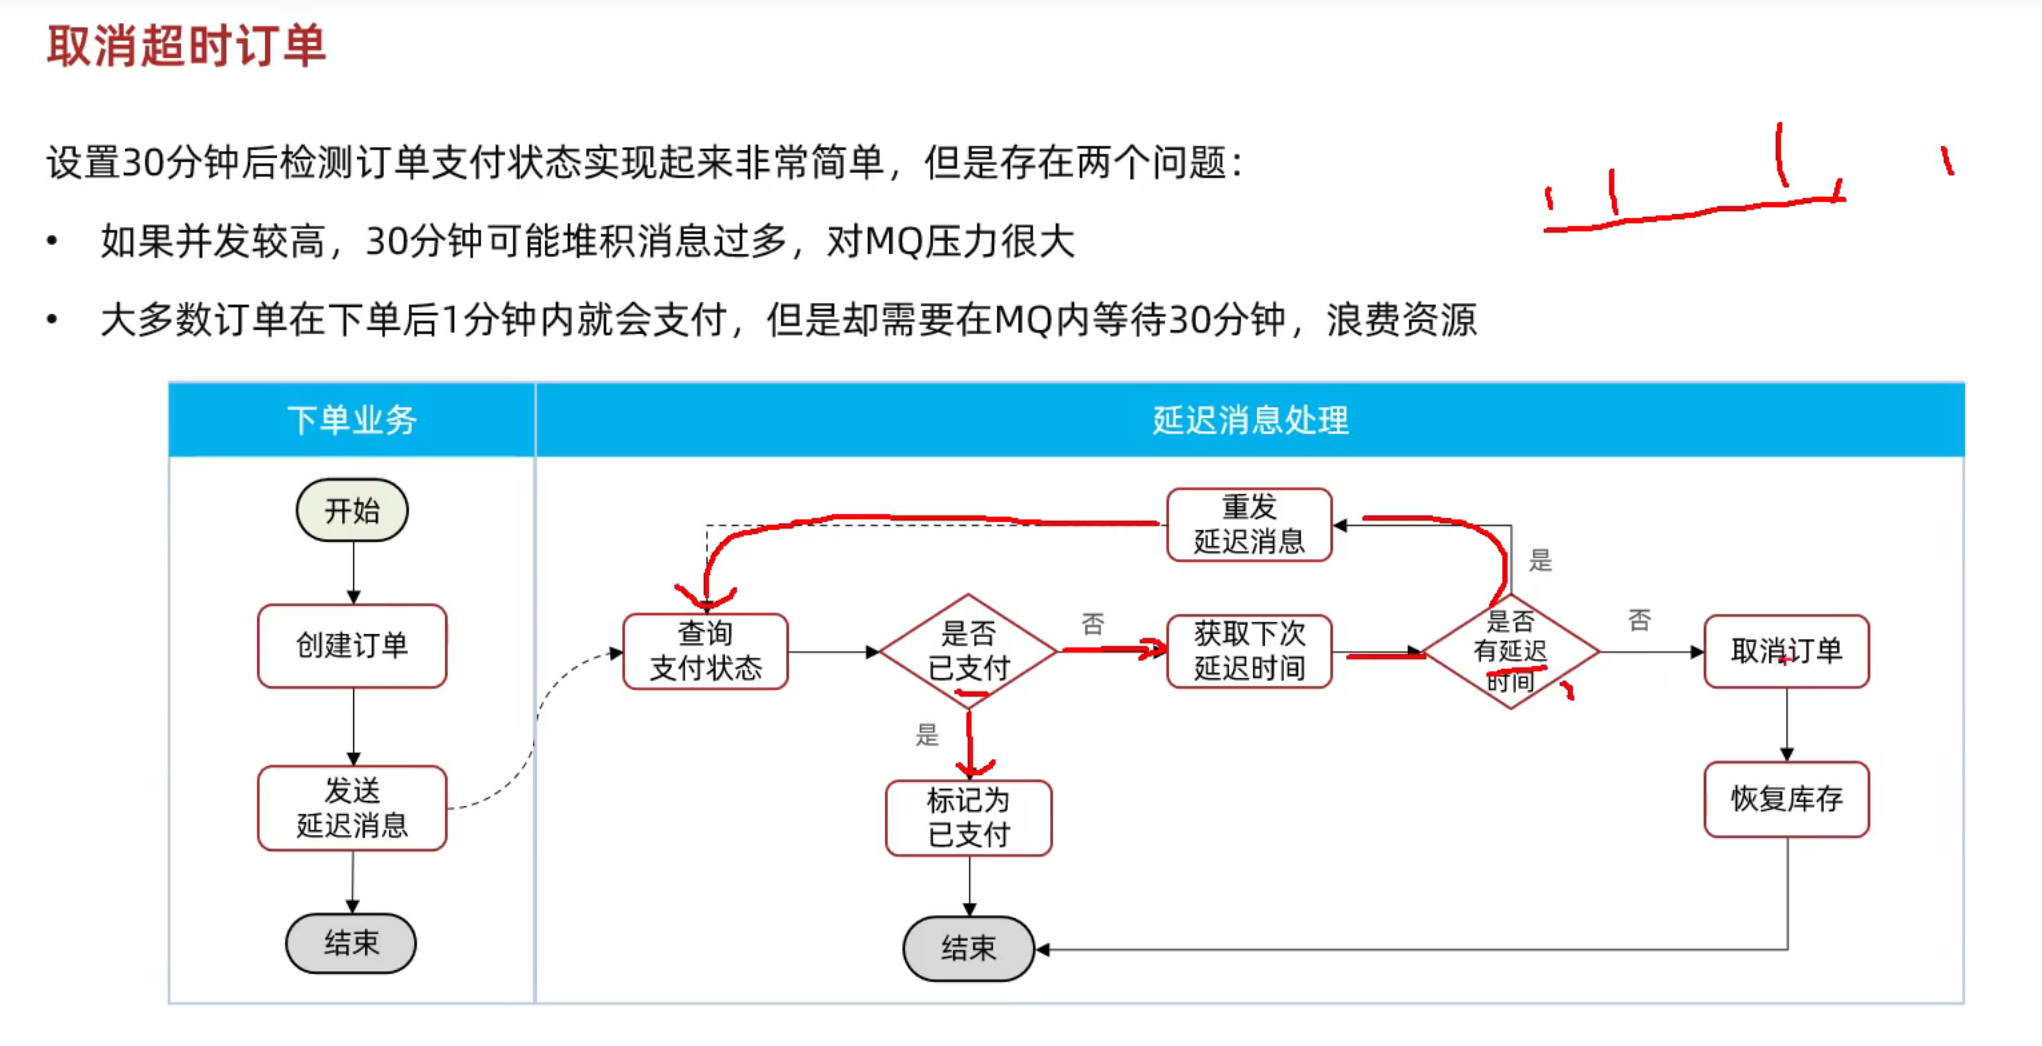 取消超时订单
设置30分钟后检测订单支付状态实现起来非常简单，但是存在两个问题：
• 如果并发较高，30分钟可能堆积消息过多，对MQ压力很大
• 大多数订单在下单后1分钟内就会支付，但是却需要在MQ内等待30分钟，浪费资源
下单业务
延迟消息处理
开始
创建订单
发送
延迟消息
结束
重发
延迟消息
是
查询
支付状态
是否
已支付
否
获取下次
延迟时间
是否
有延迟
时间
否
取消订单
是
标记为
已支付
恢复库存
结束